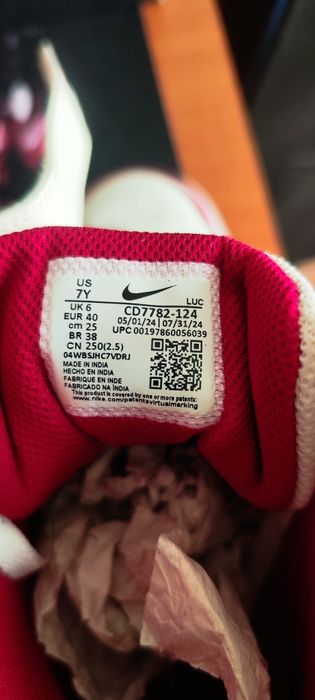 US
7Y
LUC
UK 6
CD7782-124
EUR 40
05/01/24 | 07/31/24
cm 25
UPC 00197860056039
BR 38
CN 250(2.5)
04WBSJHC7VDRJ
MADE IN INDIA
HECHO EN INDIA
FABRIQUE EN INDE
FABRICADO NA ÍNDIA
This product is covered by one or more patents:
www.nike.com/patentsvirtualmarking